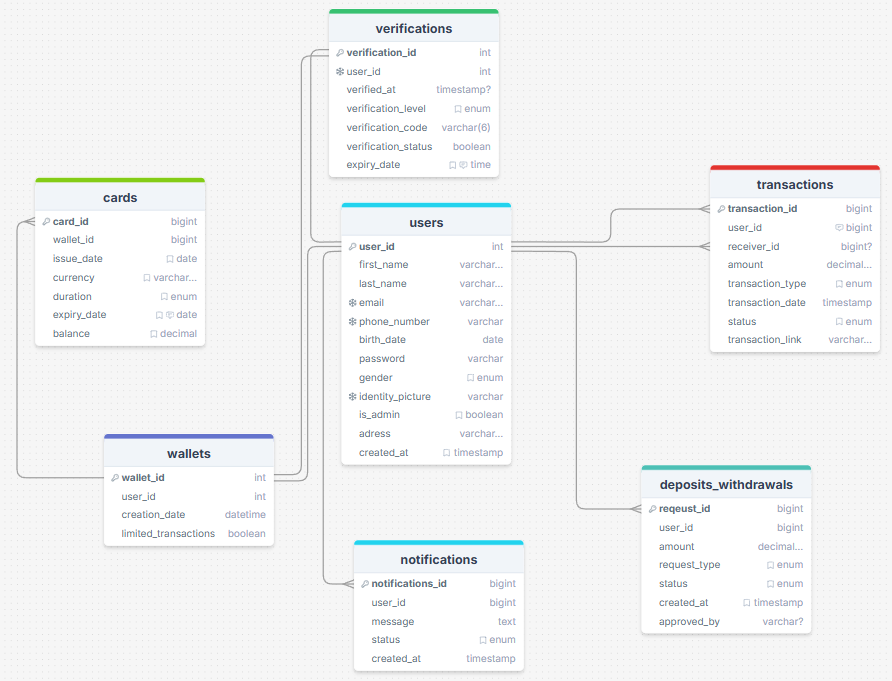 verifications
verification_id int
user_id int
verified_at timestamp?
verification_level enum
verification_code varchar(6)
verification_status boolean
expiry_date time
cards
card_id bigint
wallet_id bigint
issue_date date
currency varchar...
duration enum
expiry_date date
balance decimal
users
user_id int
first_name varchar...
last_name varchar...
email varchar...
phone_number varchar
birth_date date
password varchar
gender enum
identity_picture varchar
is_admin boolean
adress varchar...
created_at timestamp
transactions
transaction_id bigint
user_id bigint
receiver_id bigint?
amount decimal...
transaction_type enum
transaction_date timestamp
status enum
transaction_link varchar...
wallets
wallet_id int
user_id int
creation_date datetime
limited_transactions boolean
deposits_withdrawals
reqeust_id bigint
user_id bigint
amount decimal...
request_type enum
status enum
created_at timestamp
approved_by varchar?
notifications
notifications_id bigint
user_id bigint
message text
status enum
created_at timestamp